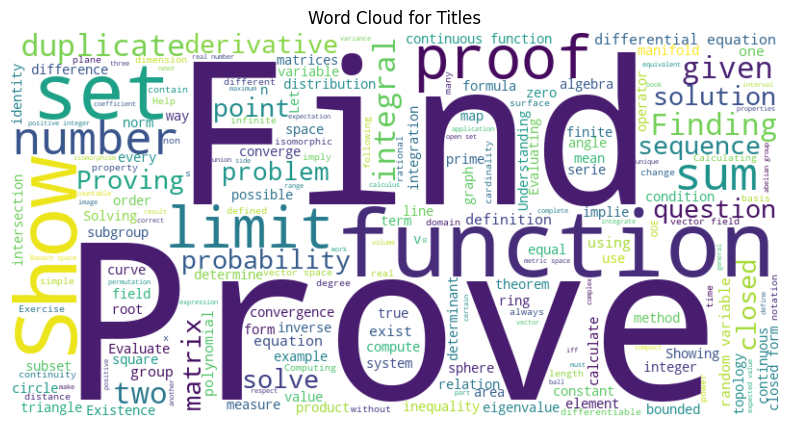 Word Cloud for Titles
duplicate derivative
continuous function
differential equation
proof
Find
Prove
Show
set
number
function
limit
sum
given
solution
Finding
sequence
question
closed
integral
point
problem
probability
Proving
two
matrix
solve
manifold
one
plane
dimension
three
need
real number
variance
difference
matrices
variable
distribution
identity
contain
Help
Let
n
way
norm
different
maximum
many
formula
algebra
operator
equivalent
interval
book
coefficient
positive integer
non
isomorphism
union
side
infinite
expectation
space
isomorphic
converge
imply
following
rational
integration
map
zero
surface
application
open set
prime
graph
cardinality
Understanding
Evaluating
finite
angle
mean
serie
properties
Calculating
unique
change
abelian group
every
property
s
order
Solving
subgroup
possible
range
calculus
countable
image
intersection
defined
result
correct
determine
vector space
term
line
domain
definition
V
e
equal
implie
using
use
condition
basis
ODE
vector field
complete
integrate
metric space
general
Banach space
simple
work
volume
real
degree
permutation
expression
curve
field
root
Exercise
x
Evaluate
square
group
subset
continuity
circle
distance
make
triangle
Existence
positive
another
polynomial
convergence
form
inverse
equation
example
Computing
measure
value
respect
product
without
true
exist
compute
system
sphere
relation
area
inequality
eigenvalue
determinant
theorem
ring
always
certain
vector
constant
part
length
ball
differentiable
iff
must
element
calculate
complex
method
Showing
integer
compact
bounded
power
random variable
time
notation
topology
expected value
continuous
closed form
define